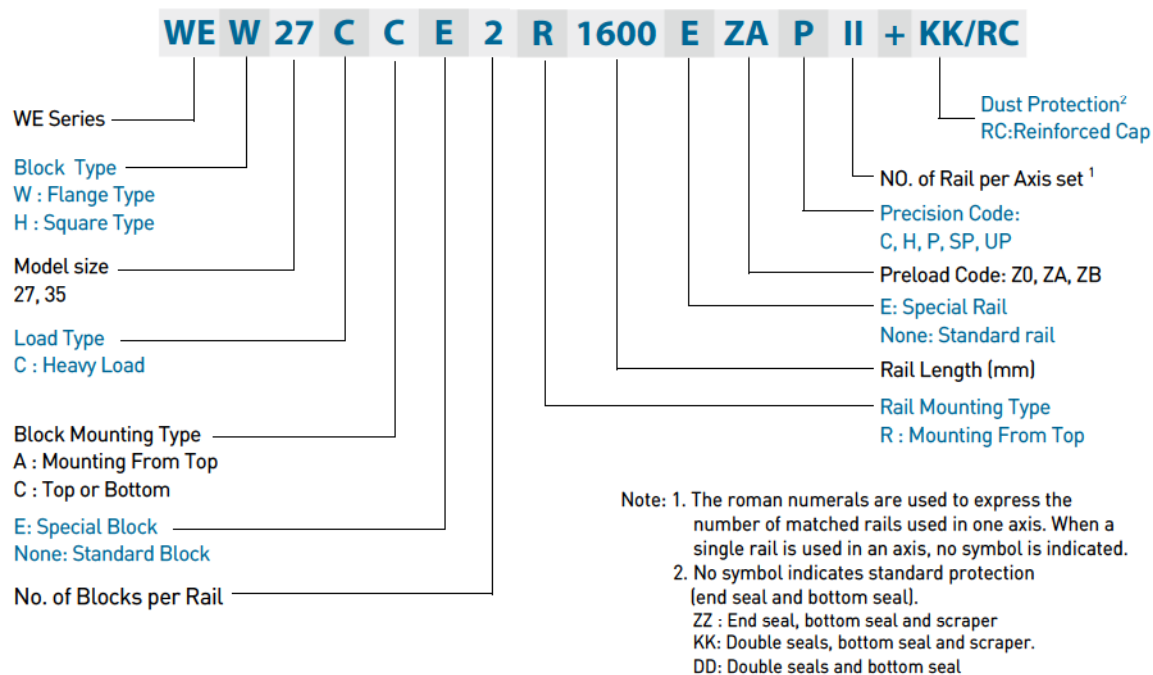 WE W 27 C C E 2 R 1600 E ZA P II + KK/RC
WE Series
Block Type
W : Flange Type
H : Square Type
Model size
27, 35
Load Type
C : Heavy Load
Block Mounting Type
A : Mounting From Top
C : Top or Bottom
E: Special Block
None: Standard Block
No. of Blocks per Rail
Dust Protection²
RC:Reinforced Cap
NO. of Rail per Axis set ¹
Precision Code:
C, H, P, SP, UP
Preload Code: Z0, ZA, ZB
E: Special Rail
None: Standard rail
Rail Length (mm)
Rail Mounting Type
R : Mounting From Top
Note: 1. The roman numerals are used to express the
number of matched rails used in one axis. When a
single rail is used in an axis, no symbol is indicated.
2. No symbol indicates standard protection
(end seal and bottom seal).
ZZ : End seal, bottom seal and scraper
KK: Double seals, bottom seal and scraper.
DD: Double seals and bottom seal